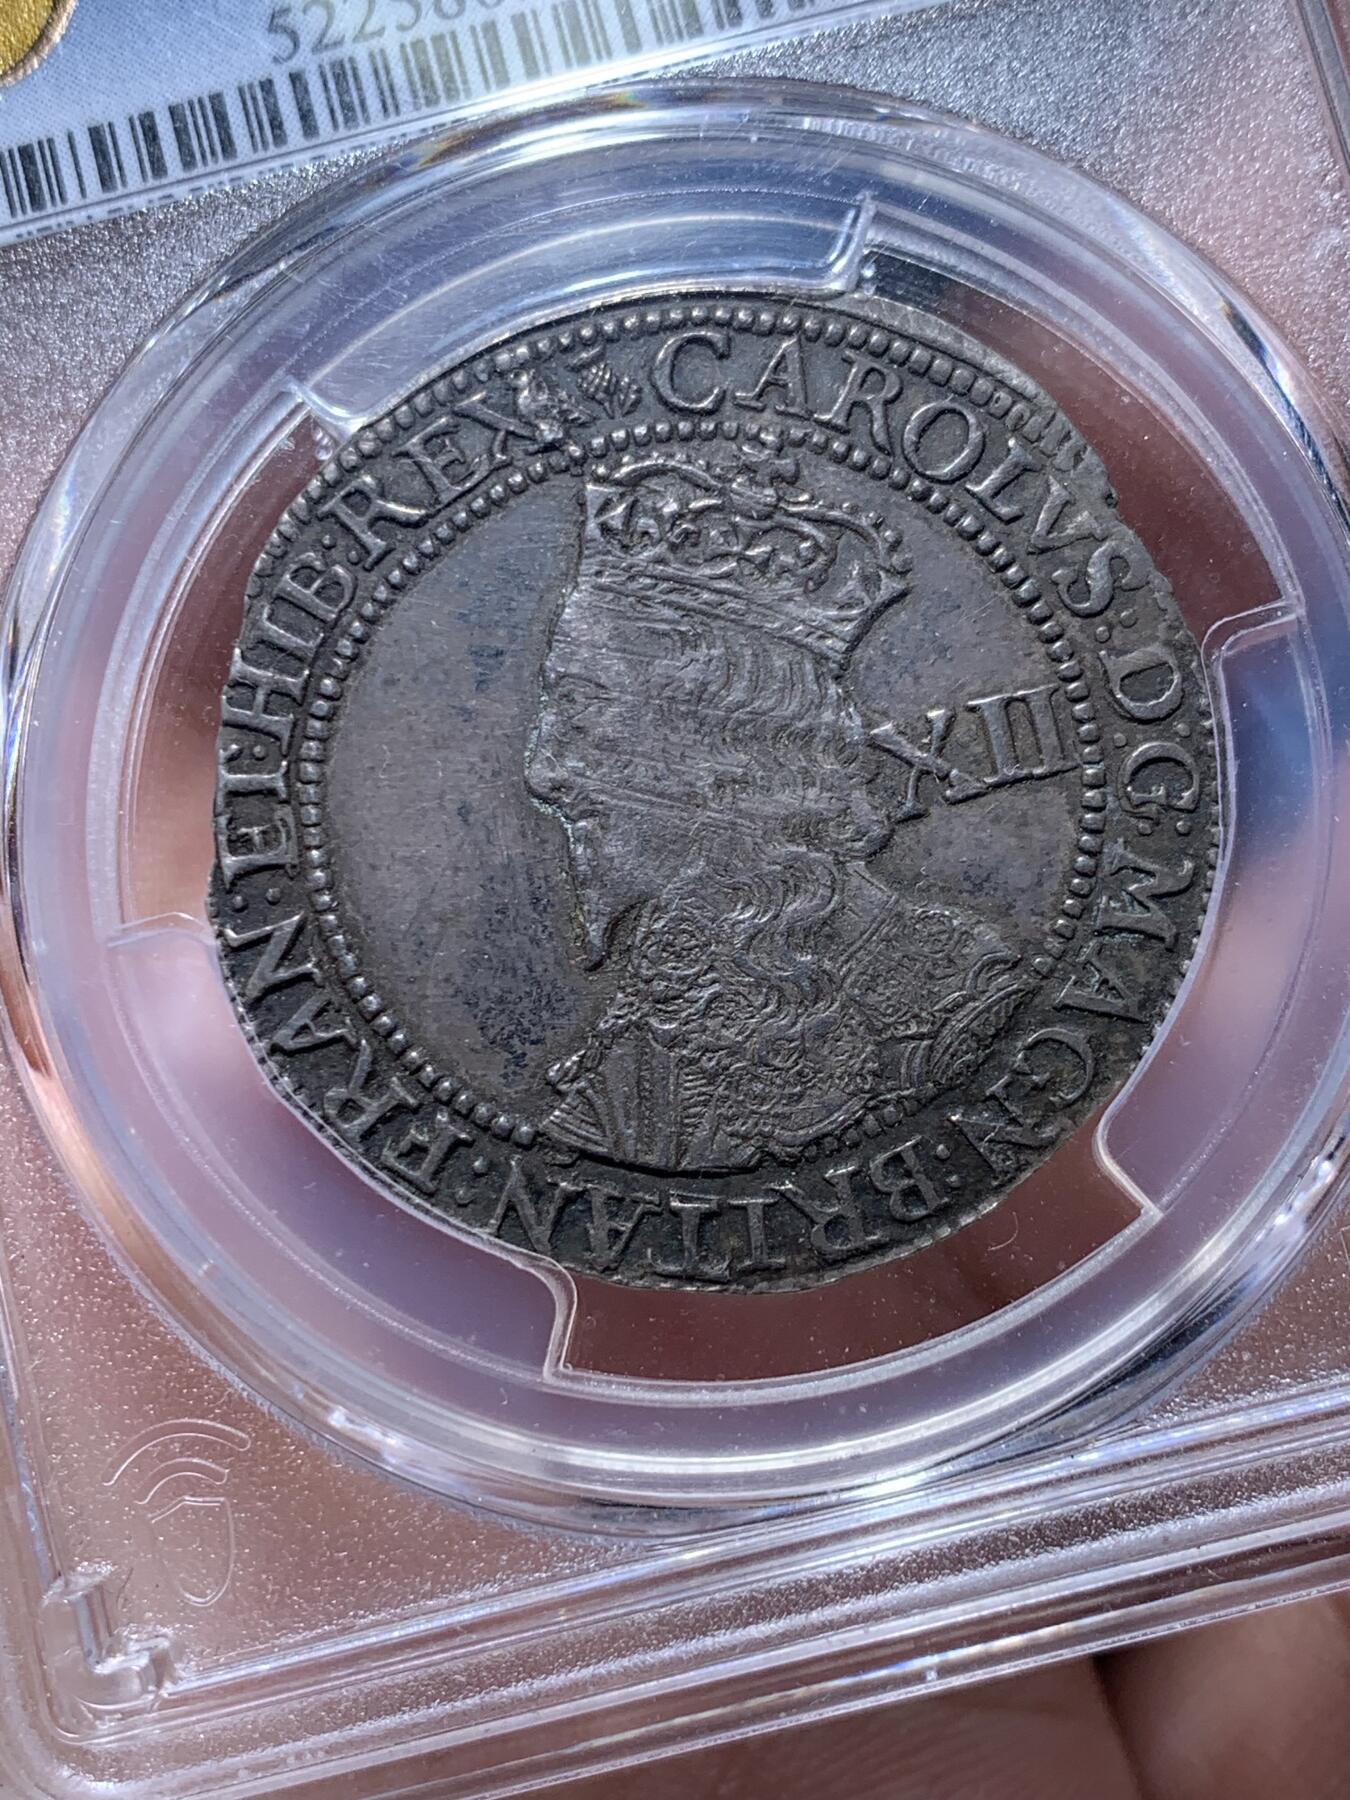 CAROLVS: D: G: MAGN: BRITAN: FRAN: ET: HIB: REX
XII